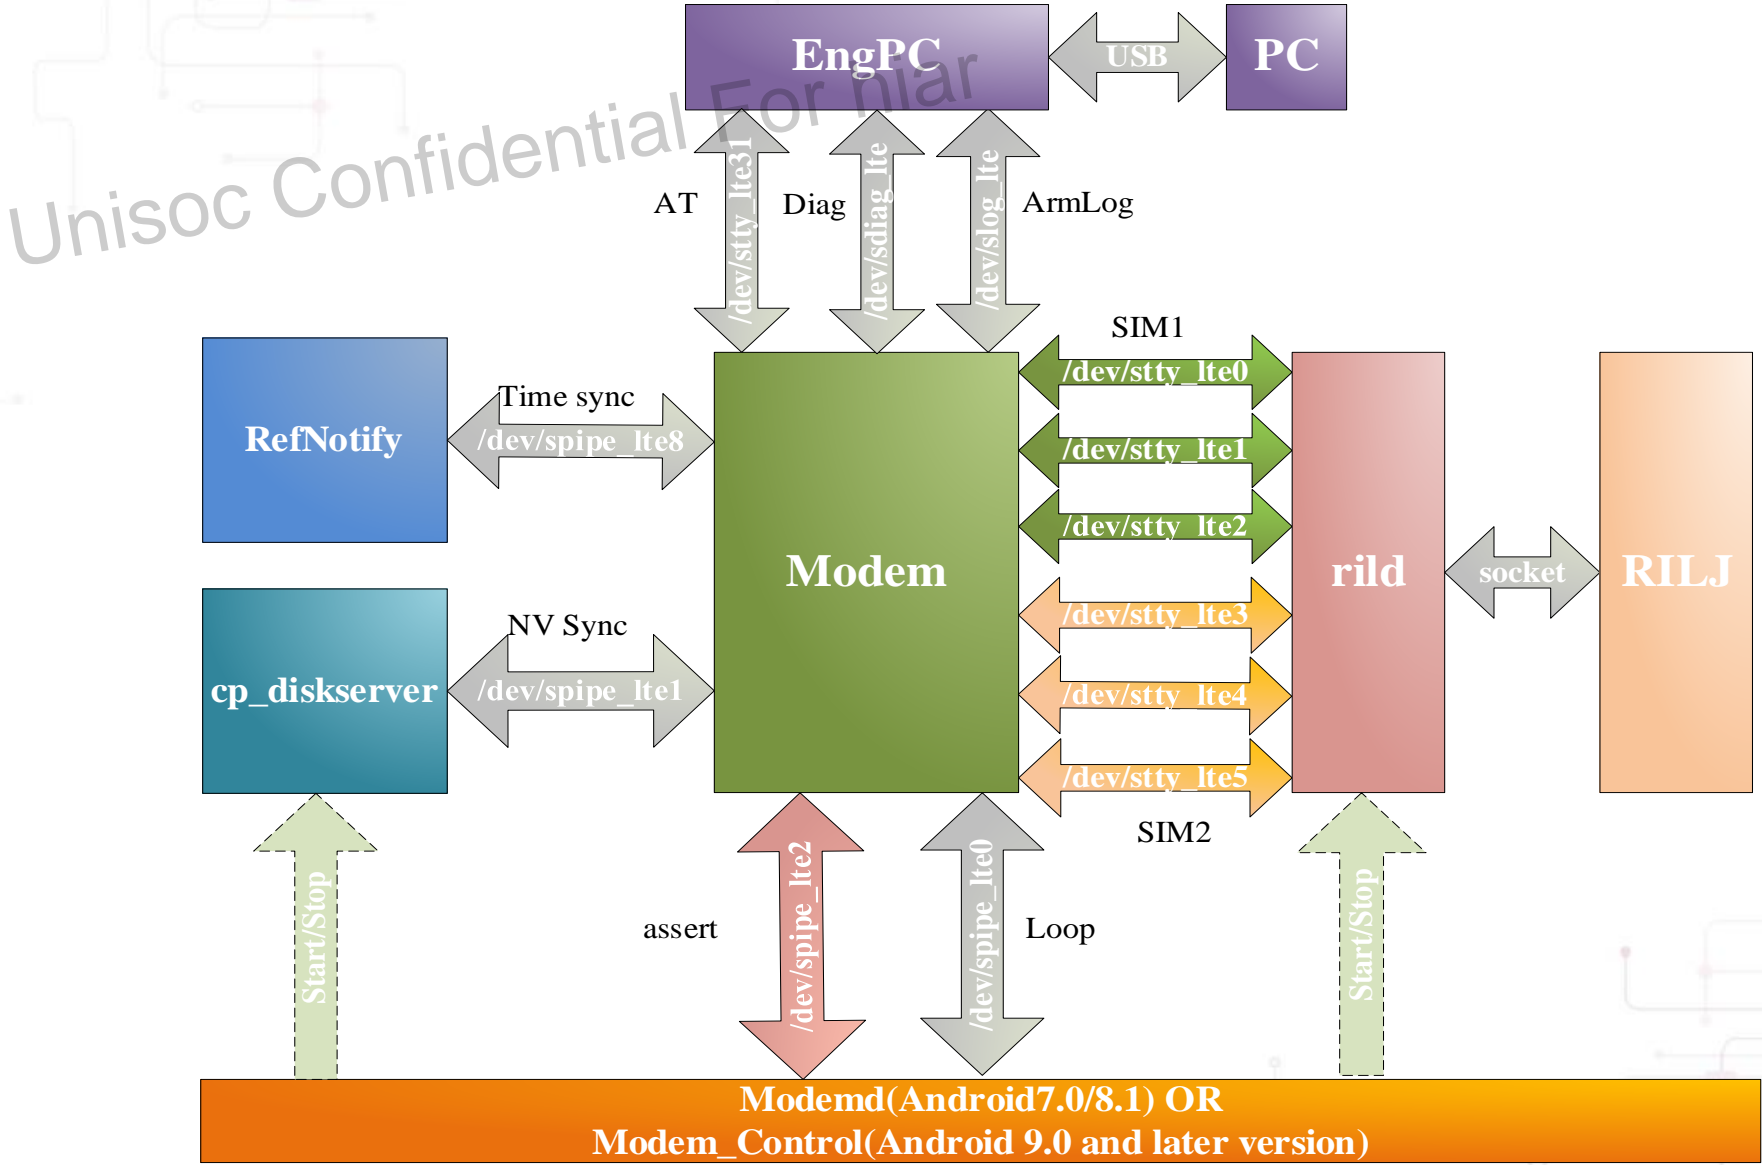 EngPC
USB
PC
Unisoc Confidential For hiar
AT
/dev/stty_lte31
Diag
/dev/sdiag_lte
/dev/slog_lte
ArmLog
SIM1
/dev/stty_lte0
Time sync
RefNotify
/dev/spipe_lte8
/dev/stty_lte1
/dev/stty_lte2
Modem
rild
socket
RILJ
/dev/stty_lte3
NV Sync
cp_diskserver
/dev/spipe_lte1
/dev/stty_lte4
/dev/stty_lte5
SIM2
Start/Stop
assert
/dev/spipe_lte2
/dev/spipe_lte0
Loop
Start/Stop
Modemd(Android7.0/8.1) OR
Modem_Control(Android 9.0 and later version)